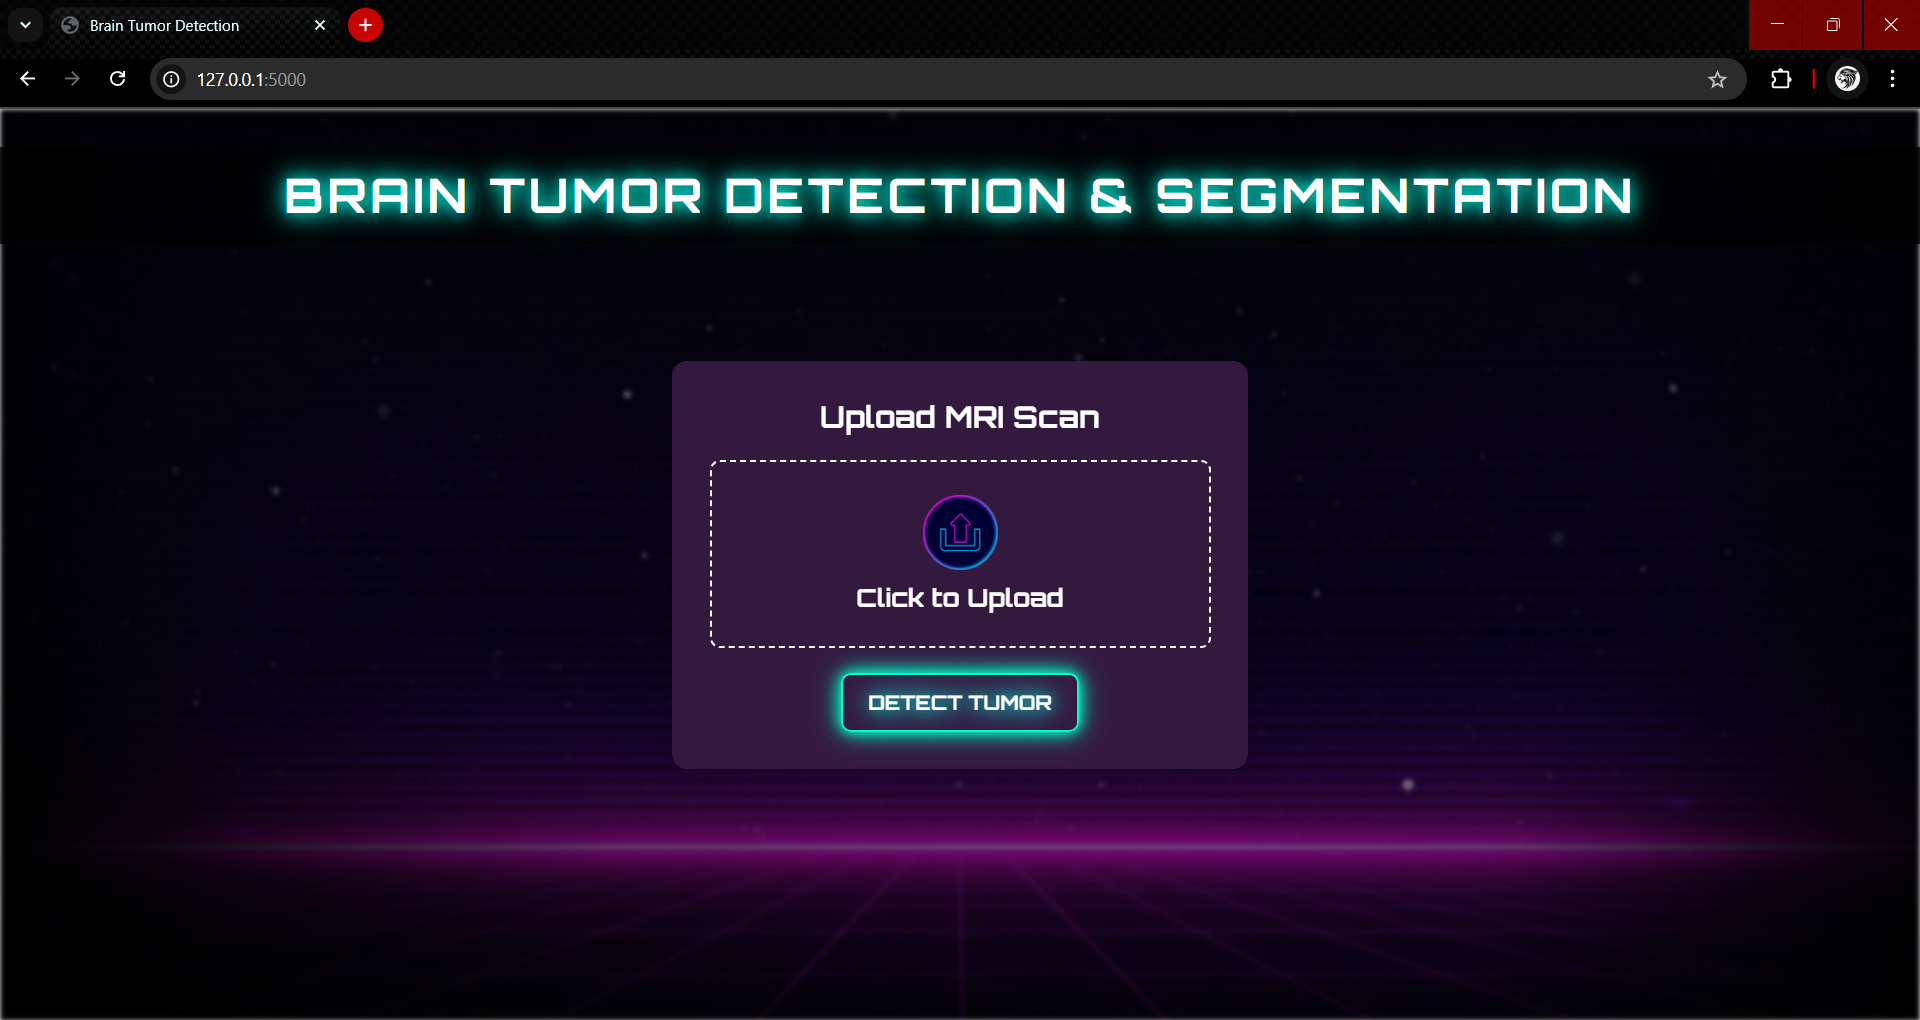 Brain Tumor Detection
127.0.0.1:5000
BRAIN TUMOR DETECTION & SEGMENTATION
Upload MRI Scan
Click to Upload
DETECT TUMOR